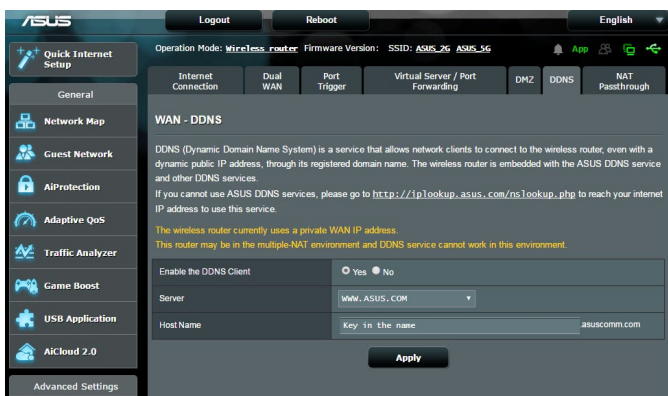 ASUS
Logout
Reboot
English
Quick Internet
Setup
Operation Mode: Wireless router Firmware Version: SSID: ASUS_2G ASUS_5G
App
Internet
Connection
Dual
WAN
Port
Trigger
Virtual Server / Port
Forwarding
DMZ
DDNS
NAT
Passthrough
General
Network Map
Guest Network
AiProtection
Adaptive QoS
Traffic Analyzer
Game Boost
USB Application
AiCloud 2.0
Advanced Settings
WAN - DDNS
DDNS (Dynamic Domain Name System) is a service that allows network clients to connect to the wireless router, even with a
dynamic public IP address, through its registered domain name. The wireless router is embedded with the ASUS DDNS service
and other DDNS services.
If you cannot use ASUS DDNS services, please go to http://iplookup.asus.com/nslookup.php to reach your internet
IP address to use this service.
The wireless router currently uses a private WAN IP address.
This router may be in the multiple-NAT environment and DDNS service cannot work in this environment.
Enable the DDNS Client
Yes No
Server
WWW.ASUS.COM
Host Name
Key in the name
.asuscomm.com
Apply